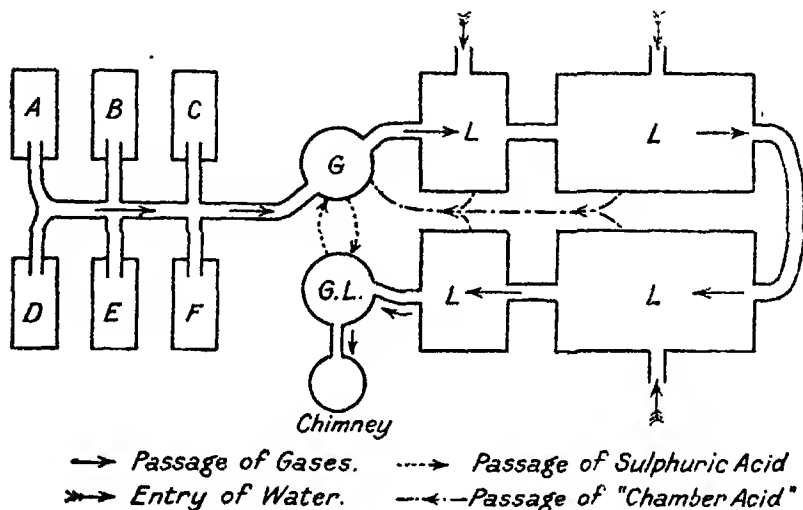 A B C
G
L L
D E F
G.L.
L L
Chimney
Passage of Gases. Passage of Sulphuric Acid
Entry of Water. Passage of "Chamber Acid"